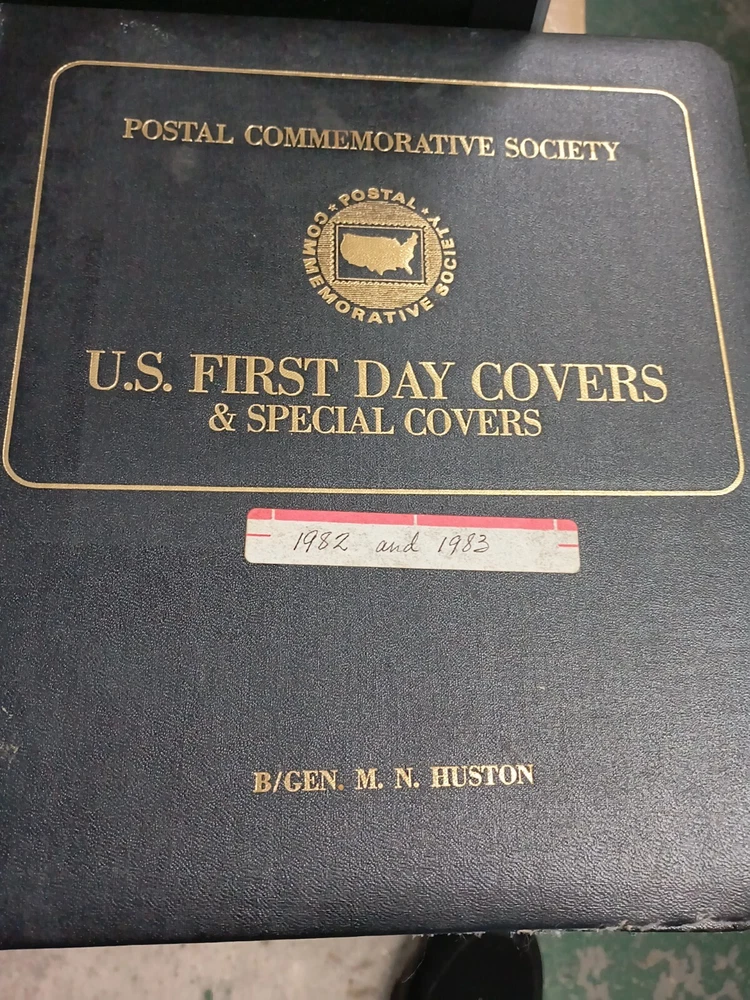 POSTAL COMMEMORATIVE SOCIETY
★ POSTAL ★
COMMEMORATIVE SOCIETY
U.S. FIRST DAY COVERS
& SPECIAL COVERS
1982 and 1983
B/GEN. M. N. HUSTON